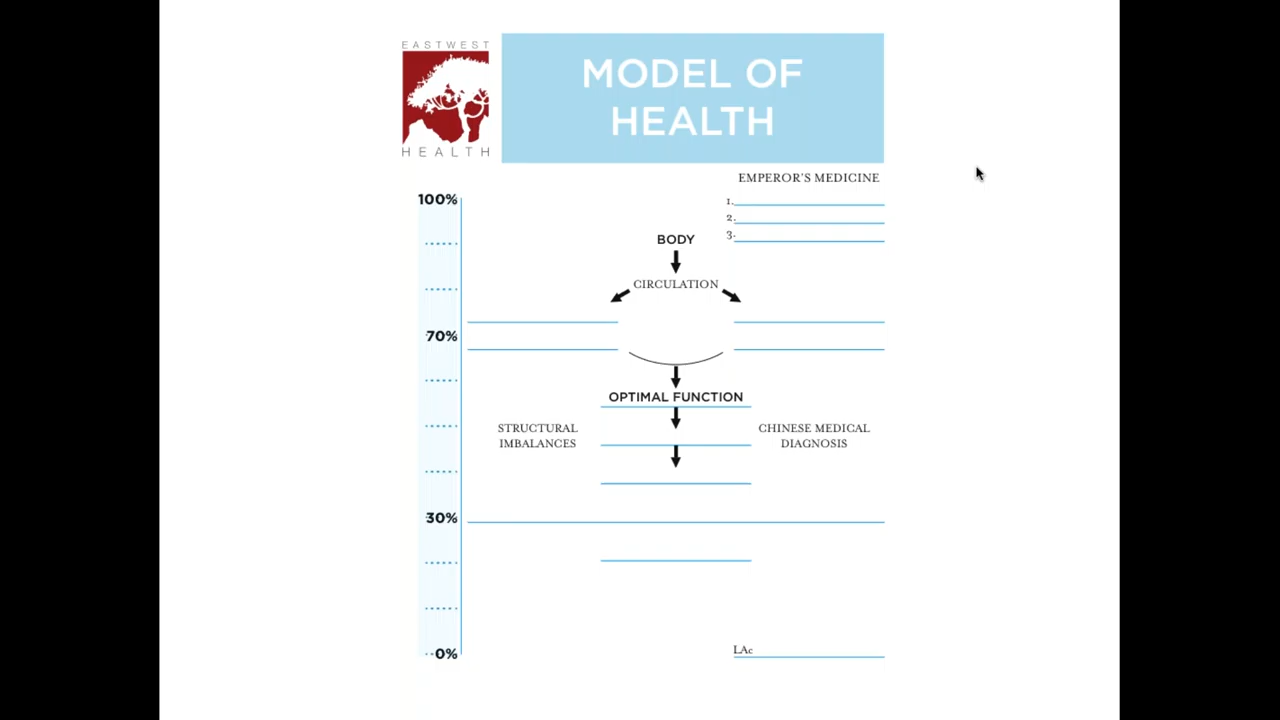 EASTWEST
HEALTH
MODEL OF
HEALTH
EMPEROR'S MEDICINE
1.
2.
3.
100%
BODY
CIRCULATION
70%
OPTIMAL FUNCTION
STRUCTURAL
IMBALANCES
CHINESE MEDICAL
DIAGNOSIS
30%
0%
LAc